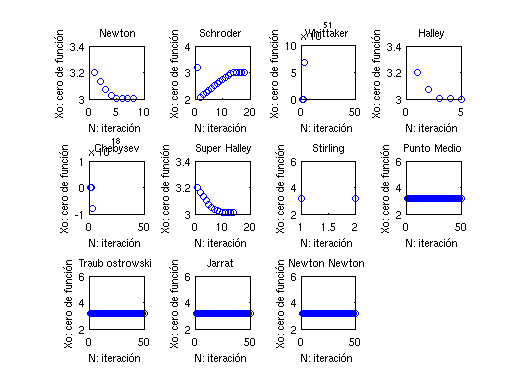 Newton
Schroder
Whittaker
Halley
x 10^51
Xo: cero de función
3.4
3.2
3
0 5 10
N: iteración
Xo: cero de función
4
3
2
0 10 20
N: iteración
Xo: cero de función
10
5
0
0 50
N: iteración
Xo: cero de función
3.4
3.2
3
0 5
N: iteración
Chebysev
Super Halley
Stirling
Punto Medio
x 10^18
Xo: cero de función
1
0
-1
0 50
N: iteración
Xo: cero de función
3.4
3.2
3
0 10 20
N: iteración
Xo: cero de función
6
4
2
1 1.5 2
N: iteración
Xo: cero de función
6
4
2
0 50
N: iteración
Traub ostrowski
Jarrat
Newton Newton
Xo: cero de función
6
4
2
0 50
N: iteración
Xo: cero de función
6
4
2
0 50
N: iteración
Xo: cero de función
6
4
2
0 50
N: iteración